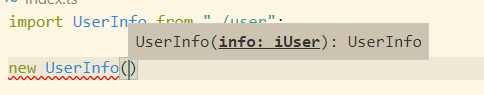 index.ts
import UserInfo from "./user";
UserInfo(info: iUser): UserInfo
new UserInfo()